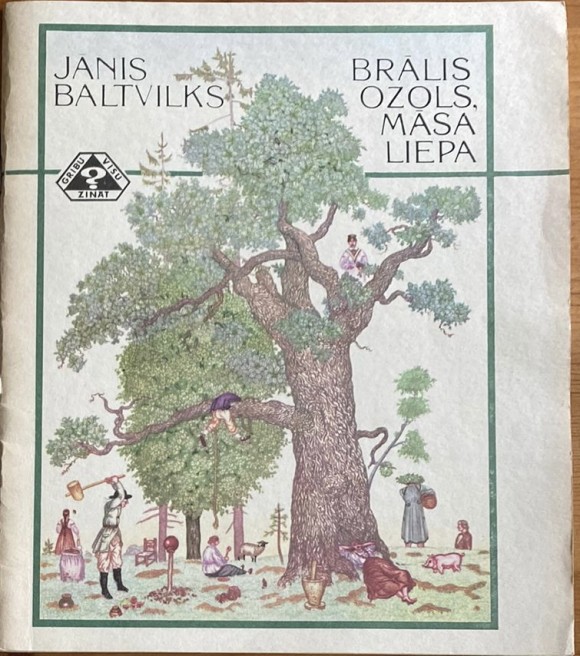 JĀNIS
BALTVILKS
BRĀLIS
OZOLS,
MĀSA
LIEPA
GRIBU VISU
?
ZINĀT